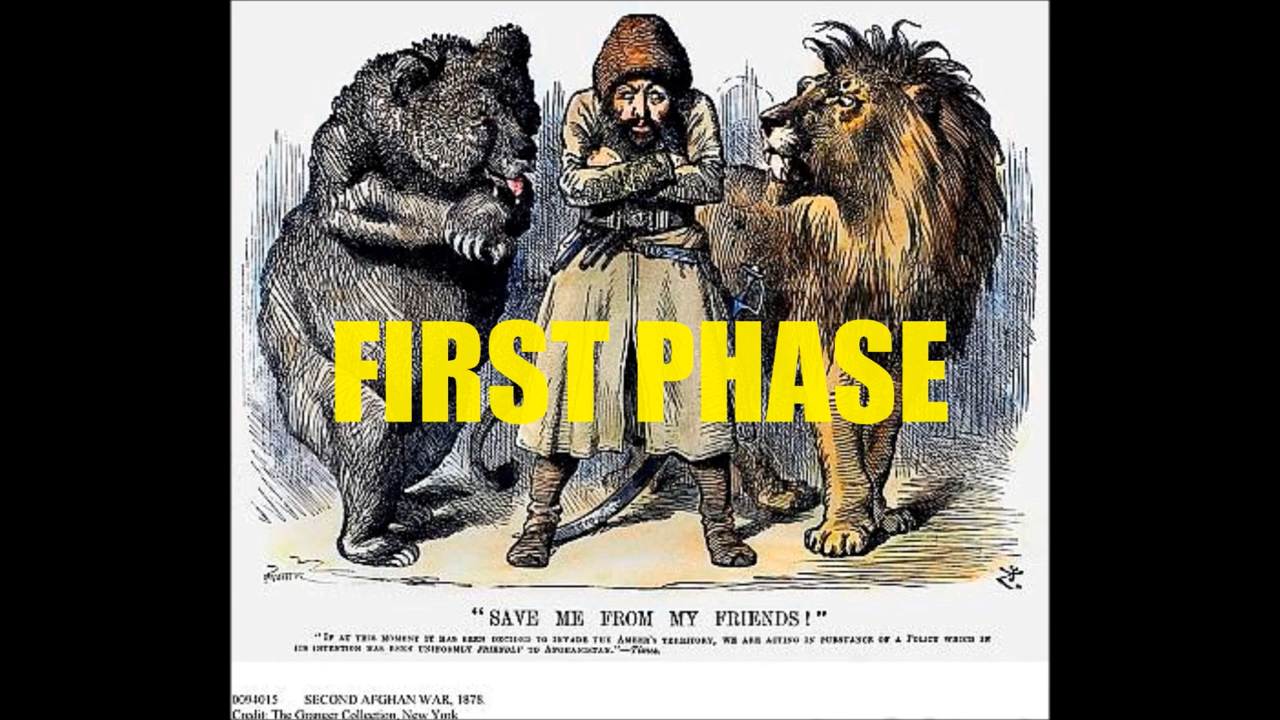 FIRST PHASE
"SAVE ME FROM MY FRIENDS!"
"IF AT THIS MOMENT IT HAS BEEN DECIDED TO INVADE THE AMEER'S TERRITORY, WE ARE ACTING IN PURSUANCE OF A POLICY WHICH IN
ITS INTENTION HAS BEEN UNIFORMLY FRIENDLY TO AFGHANISTAN."—Times.
0094015 SECOND AFGHAN WAR, 1878.
Credit: The Granger Collection, New York